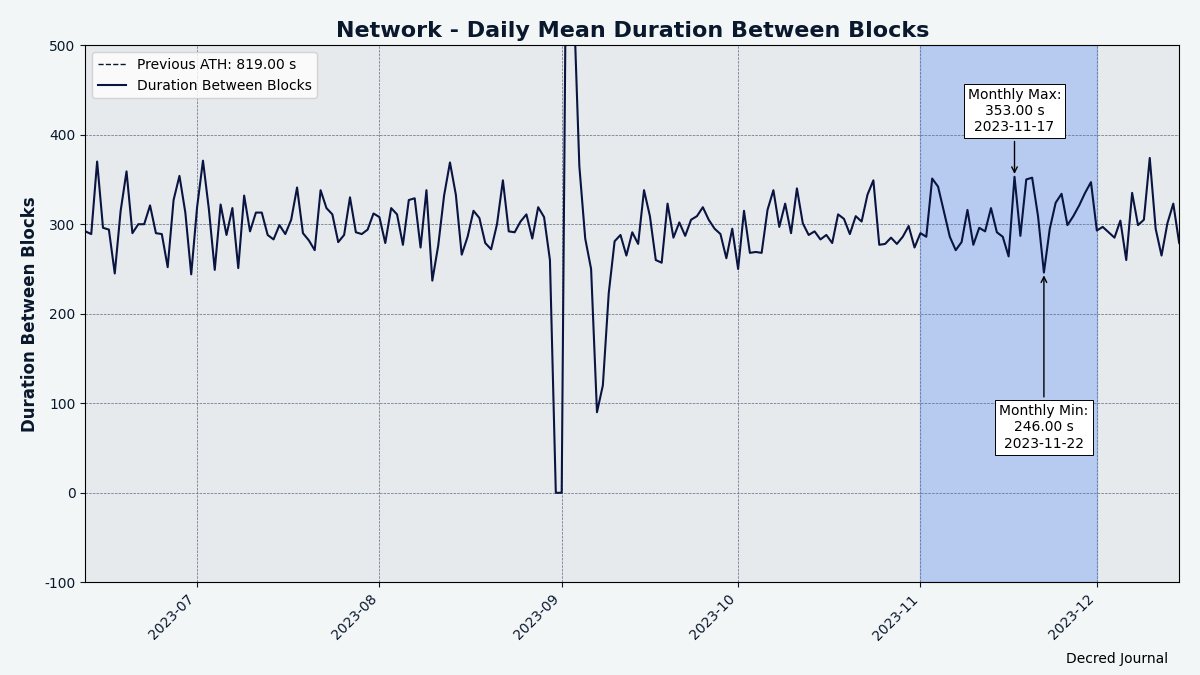 Network - Daily Mean Duration Between Blocks
Previous ATH: 819.00 s
Duration Between Blocks
Monthly Max:
353.00 s
2023-11-17
Monthly Min:
246.00 s
2023-11-22
Duration Between Blocks
500
400
300
200
100
0
-100
2023-07
2023-08
2023-09
2023-10
2023-11
2023-12
Decred Journal